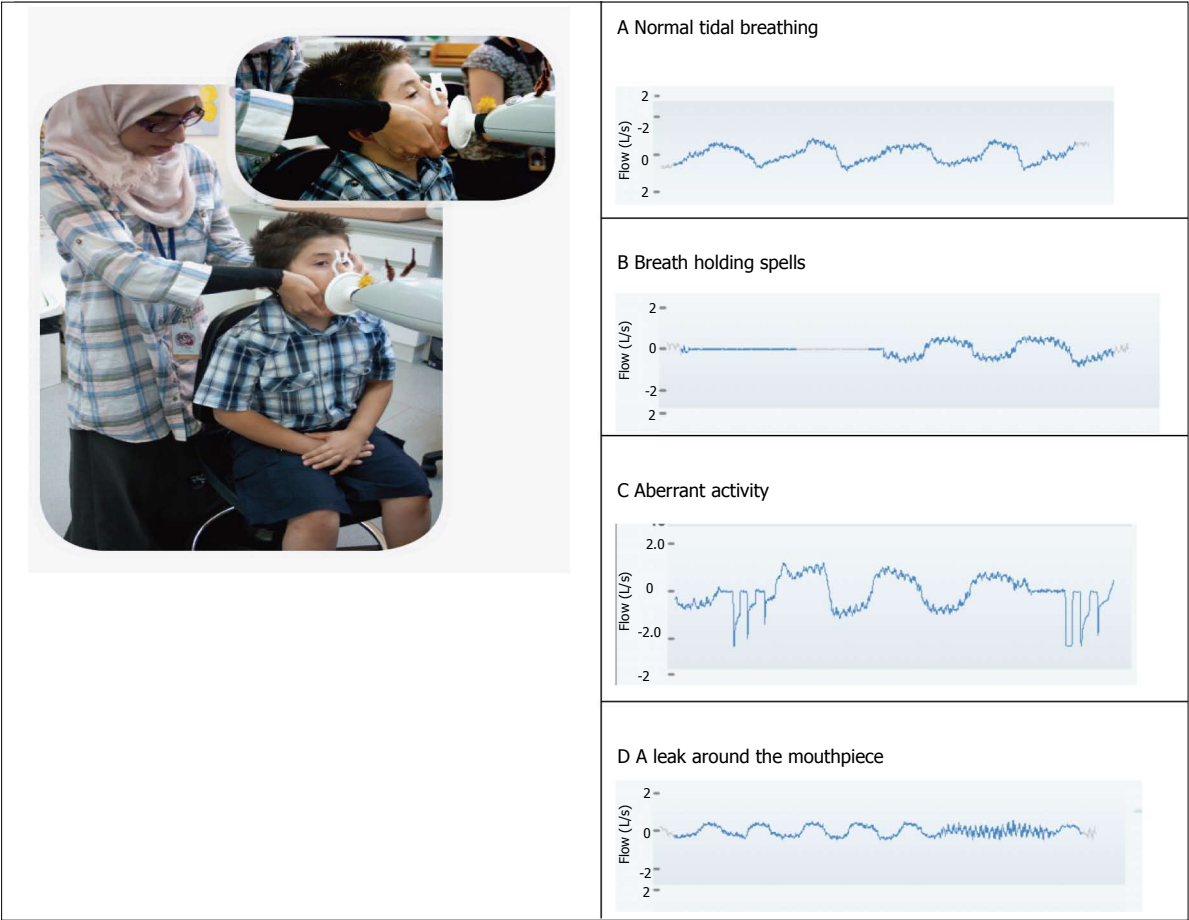 A Normal tidal breathing
2
-2
0
2
Flow (L/s)
B Breath holding spells
2
0
-2
2
Flow (L/s)
C Aberrant activity
2.0
0
-2.0
-2
Flow (L/s)
D A leak around the mouthpiece
2
0
-2
2
Flow (L/s)